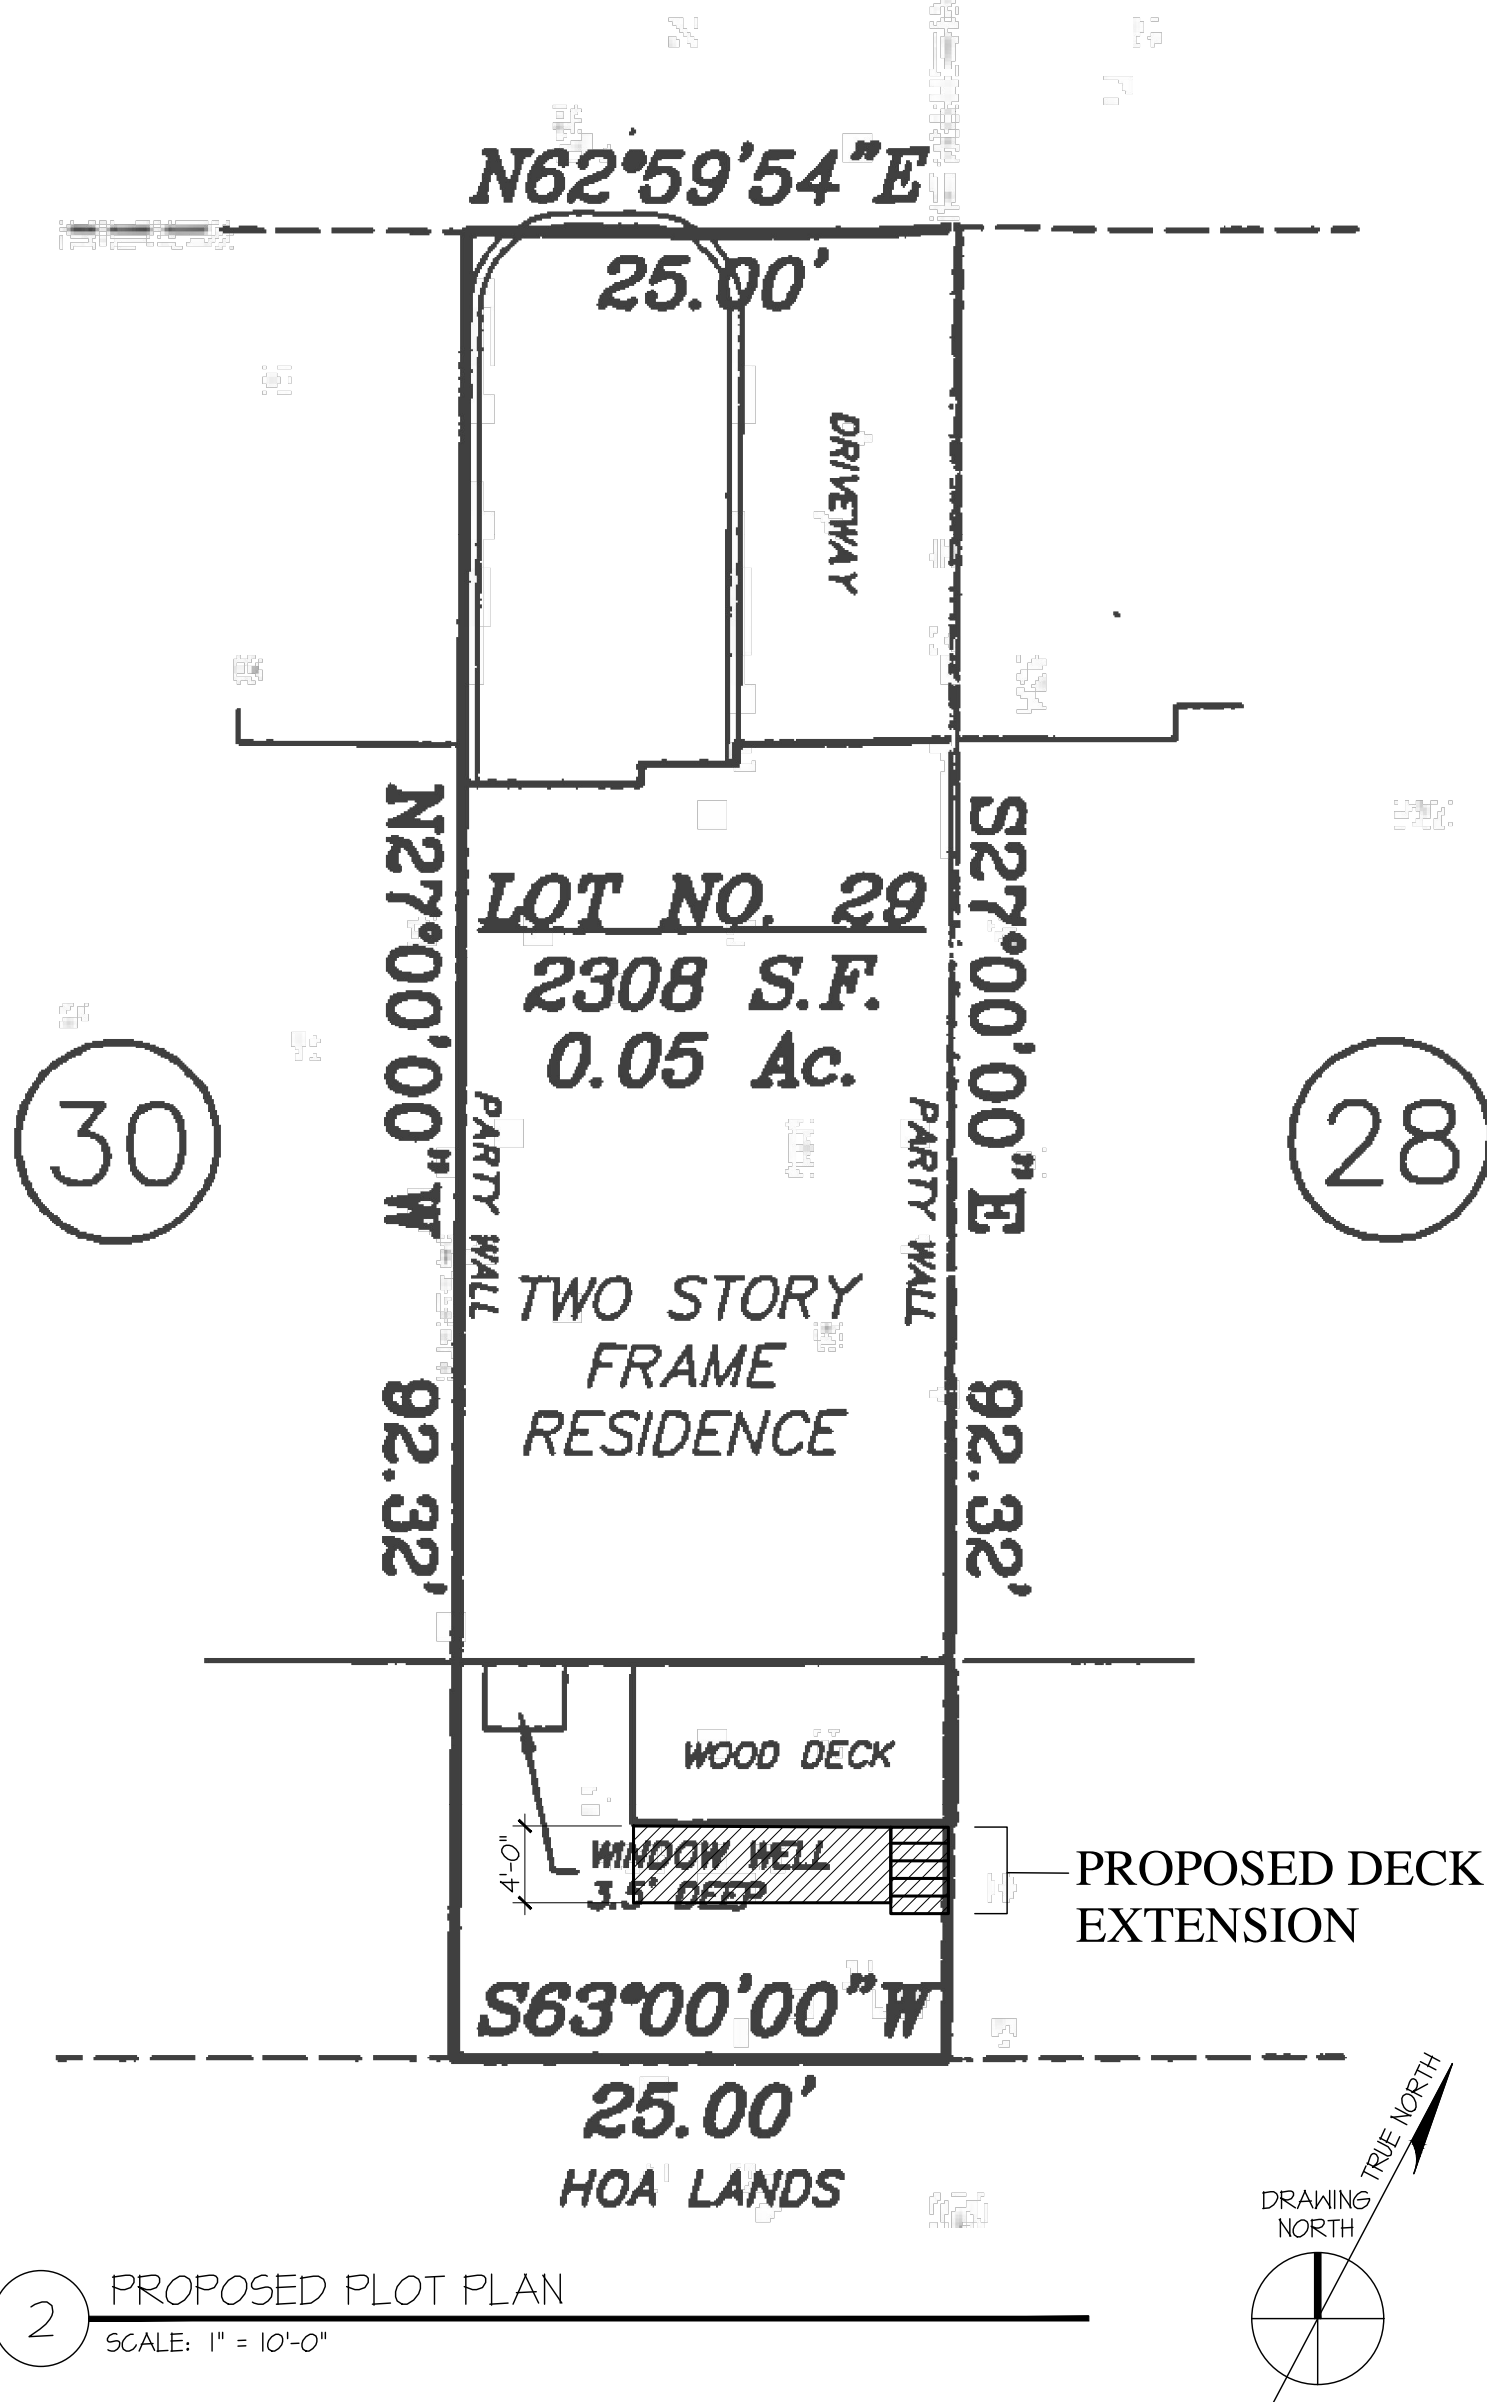 N62°59'54"E
25.00'
DRIVEWAY
N27°00'00"W
S27°00'00"E
LOT NO. 29
2308 S.F.
0.05 Ac.
30
28
PARTY WALL
PARTY WALL
TWO STORY
FRAME
RESIDENCE
92.32'
92.32'
WOOD DECK
4'-0"
WINDOW WELL
3.5' DEEP
PROPOSED DECK
EXTENSION
S63°00'00"W
25.00'
HOA LANDS
TRUE NORTH
DRAWING
NORTH
2
PROPOSED PLOT PLAN
SCALE: 1" = 10'-0"